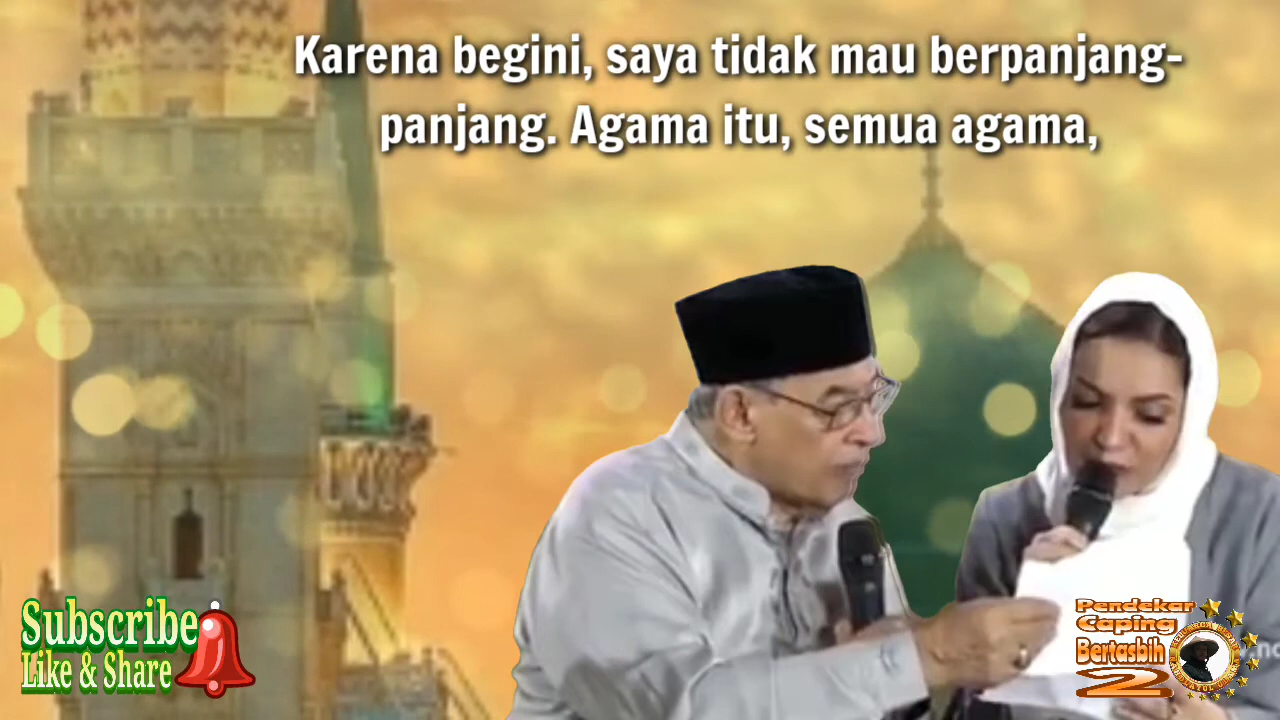 Karena begini, saya tidak mau berpanjang-
panjang. Agama itu, semua agama,
Subscribe
Like & Share
Pendekar
Caping
Bertasbih
2